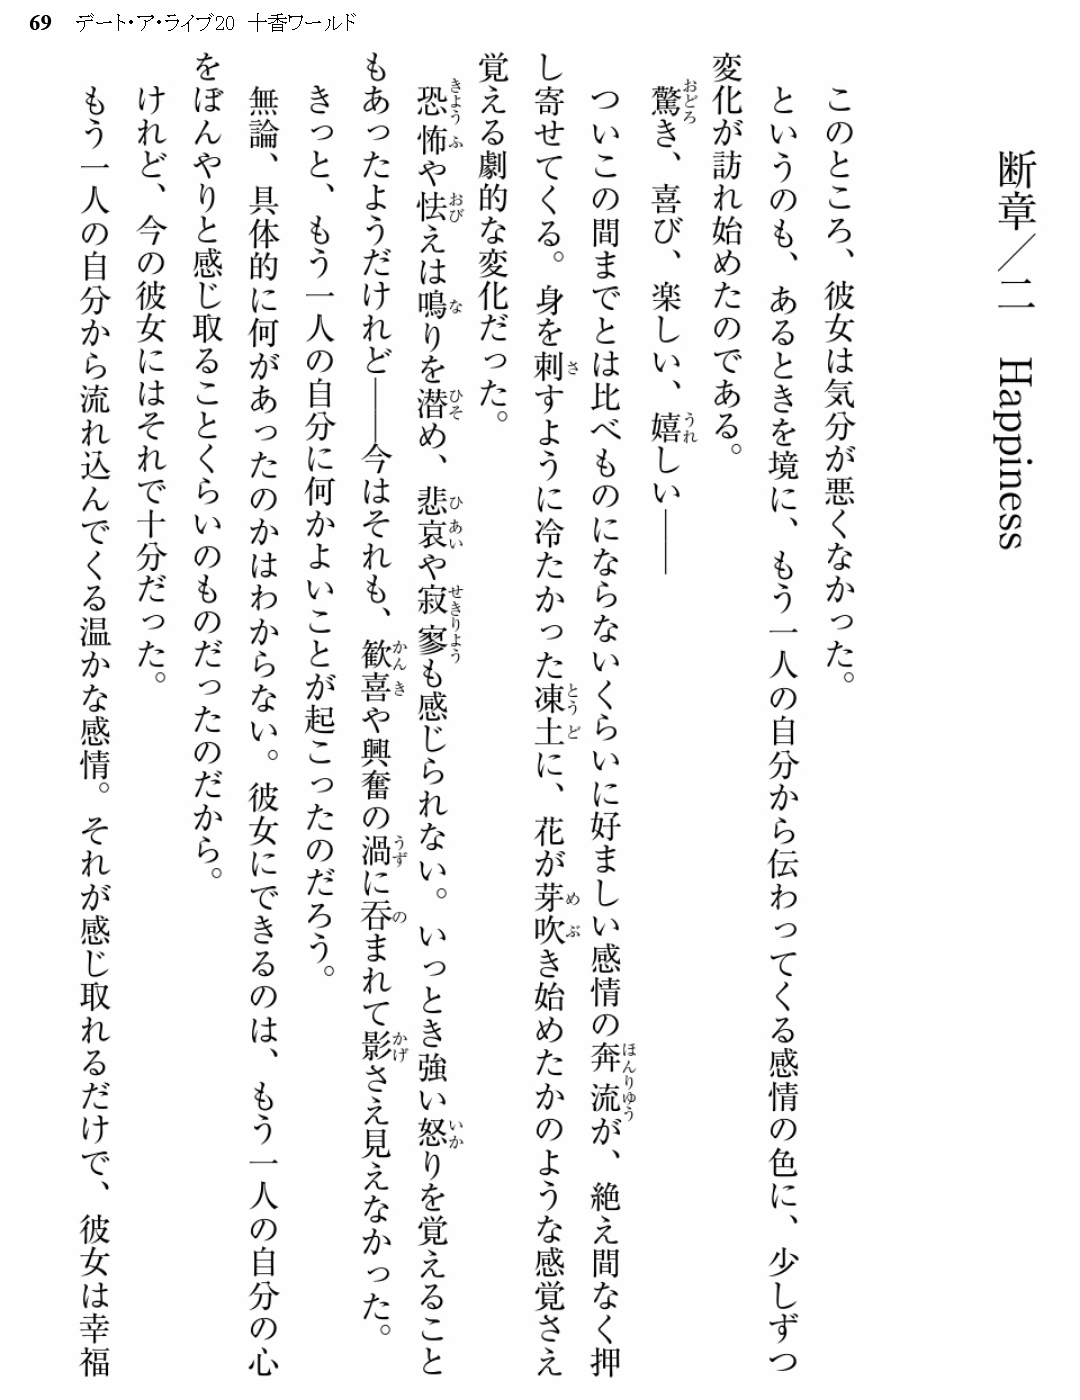 69 デート・ア・ライブ20 十香ワールド
断章／二 Happiness
このところ、彼女は気分が悪くなかった。
というのも、あるときを境に、もう一人の自分から伝わってくる感情の色に、少しずつ
変化が訪れ始めたのである。
驚き、喜び、楽しい、嬉しい――
ついこの間までとは比べものにならないくらいに好ましい感情の奔流が、絶え間なく押
し寄せてくる。身を刺すように冷たかった凍土に、花が芽吹き始めたかのような感覚さえ
覚える劇的な変化だった。
恐怖や怯えは鳴りを潜め、悲哀や寂寥も感じられない。いっとき強い怒りを覚えること
もあったようだけれど――今はそれも、歓喜や興奮の渦に呑まれて影さえ見えなかった。
きっと、もう一人の自分に何かよいことが起こったのだろう。
無論、具体的に何があったのかはわからない。彼女にできるのは、もう一人の自分の心
をぼんやりと感じ取ることくらいのものだったのだから。
けれど、今の彼女にはそれで十分だった。
もう一人の自分から流れ込んでくる温かな感情。それが感じ取れるだけで、彼女は幸福